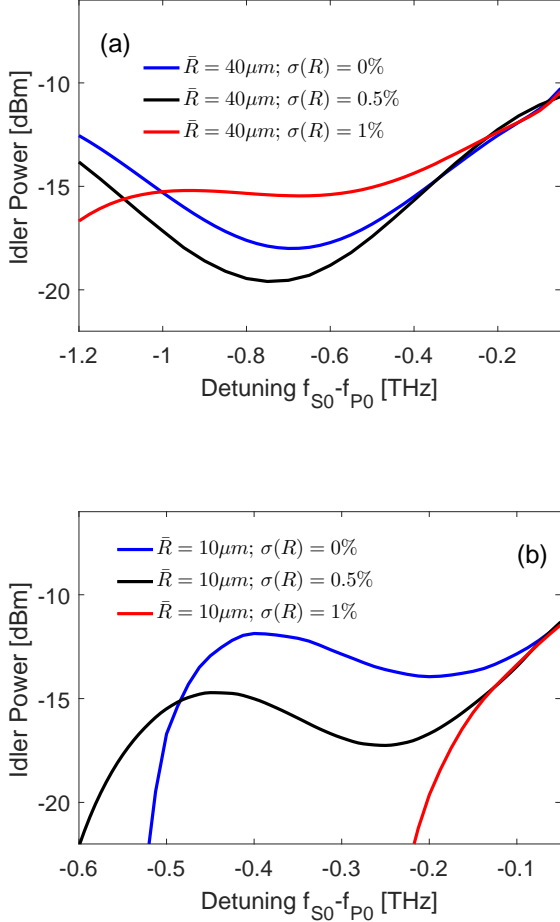 (a)
R̄ = 40μm; σ(R) = 0%
R̄ = 40μm; σ(R) = 0.5%
R̄ = 40μm; σ(R) = 1%
Idler Power [dBm]
-10
-15
-20
-1.2 -1 -0.8 -0.6 -0.4 -0.2
Detuning f_S0-f_P0 [THz]
(b)
R̄ = 10μm; σ(R) = 0%
R̄ = 10μm; σ(R) = 0.5%
R̄ = 10μm; σ(R) = 1%
Idler Power [dBm]
-10
-15
-20
-0.6 -0.5 -0.4 -0.3 -0.2 -0.1
Detuning f_S0-f_P0 [THz]